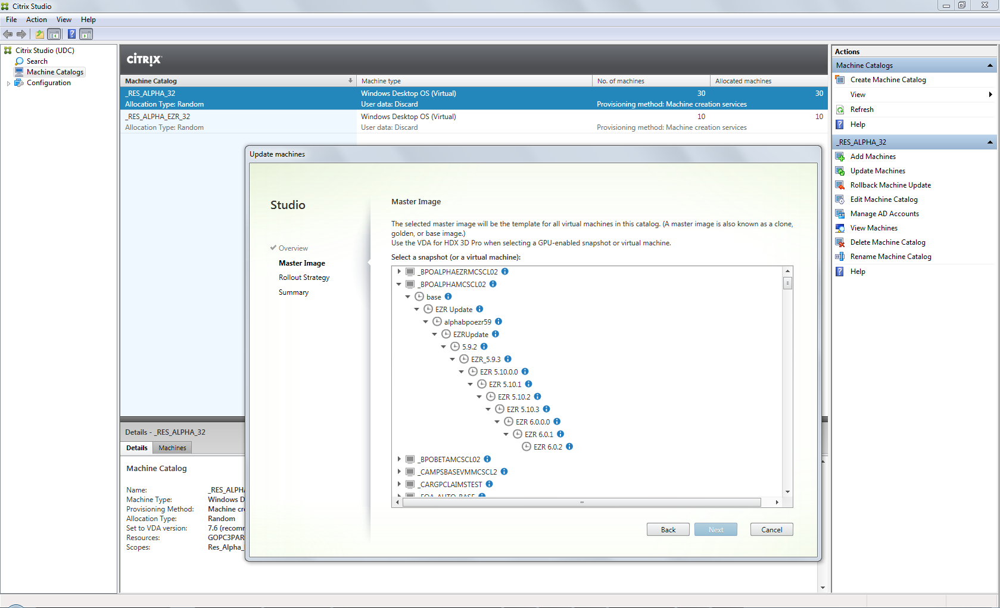 Citrix Studio
File Action View Help
Citrix Studio (UDC)
Search
Machine Catalogs
Configuration
CITRIX
Machine Catalog Machine type No. of machines Allocated machines
_RES_ALPHA_32 Windows Desktop OS (Virtual) 30 30
Allocation Type: Random User data: Discard Provisioning method: Machine creation services
_RES_ALPHA_EZR_32 Windows Desktop OS (Virtual) 10 10
Allocation Type: Random User data: Discard Provisioning method: Machine creation services
Update machines
Studio
Overview
Master Image
Rollout Strategy
Summary
Master Image
The selected master image will be the template for all virtual machines in this catalog. (A master image is also known as a clone,
golden, or base image.)
Use the VDA for HDX 3D Pro when selecting a GPU-enabled snapshot or virtual machine.
Select a snapshot (or a virtual machine):
_BPOALPHAEZRMCSCL02
_BPOALPHAMCSCL02
base
EZR Update
alphabpoezr59
EZRUpdate
5.9.2
EZR_5.9.3
EZR 5.10.0.0
EZR 5.10.1
EZR 5.10.2
EZR 5.10.3
EZR 6.0.0.0
EZR 6.0.1
EZR 6.0.2
_BPOBETAMCSCL02
_CAMPSBASEVMMCSCL2
_CARGPCLAIMSTEST
Back Next Cancel
Details - _RES_ALPHA_32
Details Machines
Machine Catalog
Name: _RES_ALPHA
Machine Type: Windows D
Provisioning Method: Machine cre
Allocation Type: Random
Set to VDA version: 7.6 (recomm
Resources: GOPC3PAR
Scopes: Res_Alpha_
Actions
Machine Catalogs
Create Machine Catalog
View
Refresh
Help
_RES_ALPHA_32
Add Machines
Update Machines
Rollback Machine Update
Edit Machine Catalog
Manage AD Accounts
View Machines
Delete Machine Catalog
Rename Machine Catalog
Help